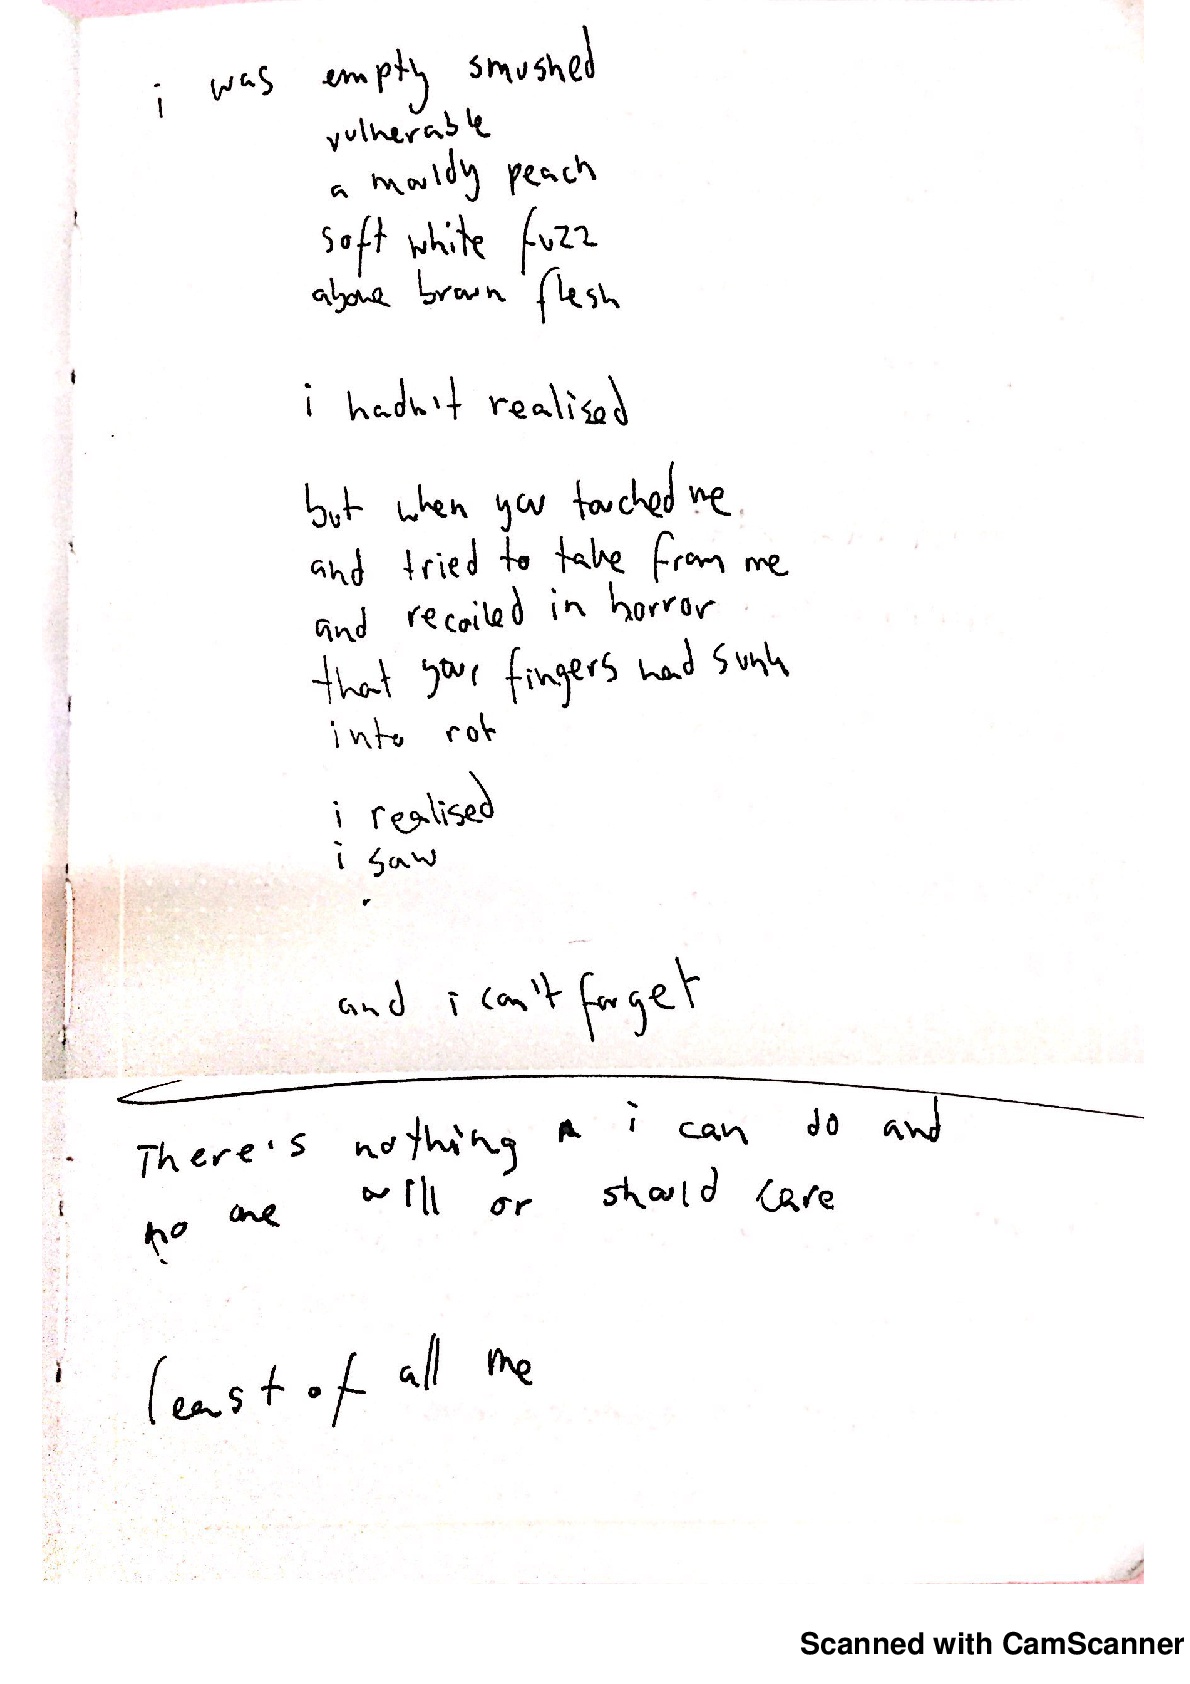 i was empty smushed
vulnerable
a mouldy peach
soft white fuzz
above brown flesh
i hadn't realised
but when you touched me
and tried to take from me
and recoiled in horror
that your fingers had sunk
into rot
i realised
i saw
and i can't forget
There's nothing i can do and
no one will or should care
least of all me
Scanned with CamScanner